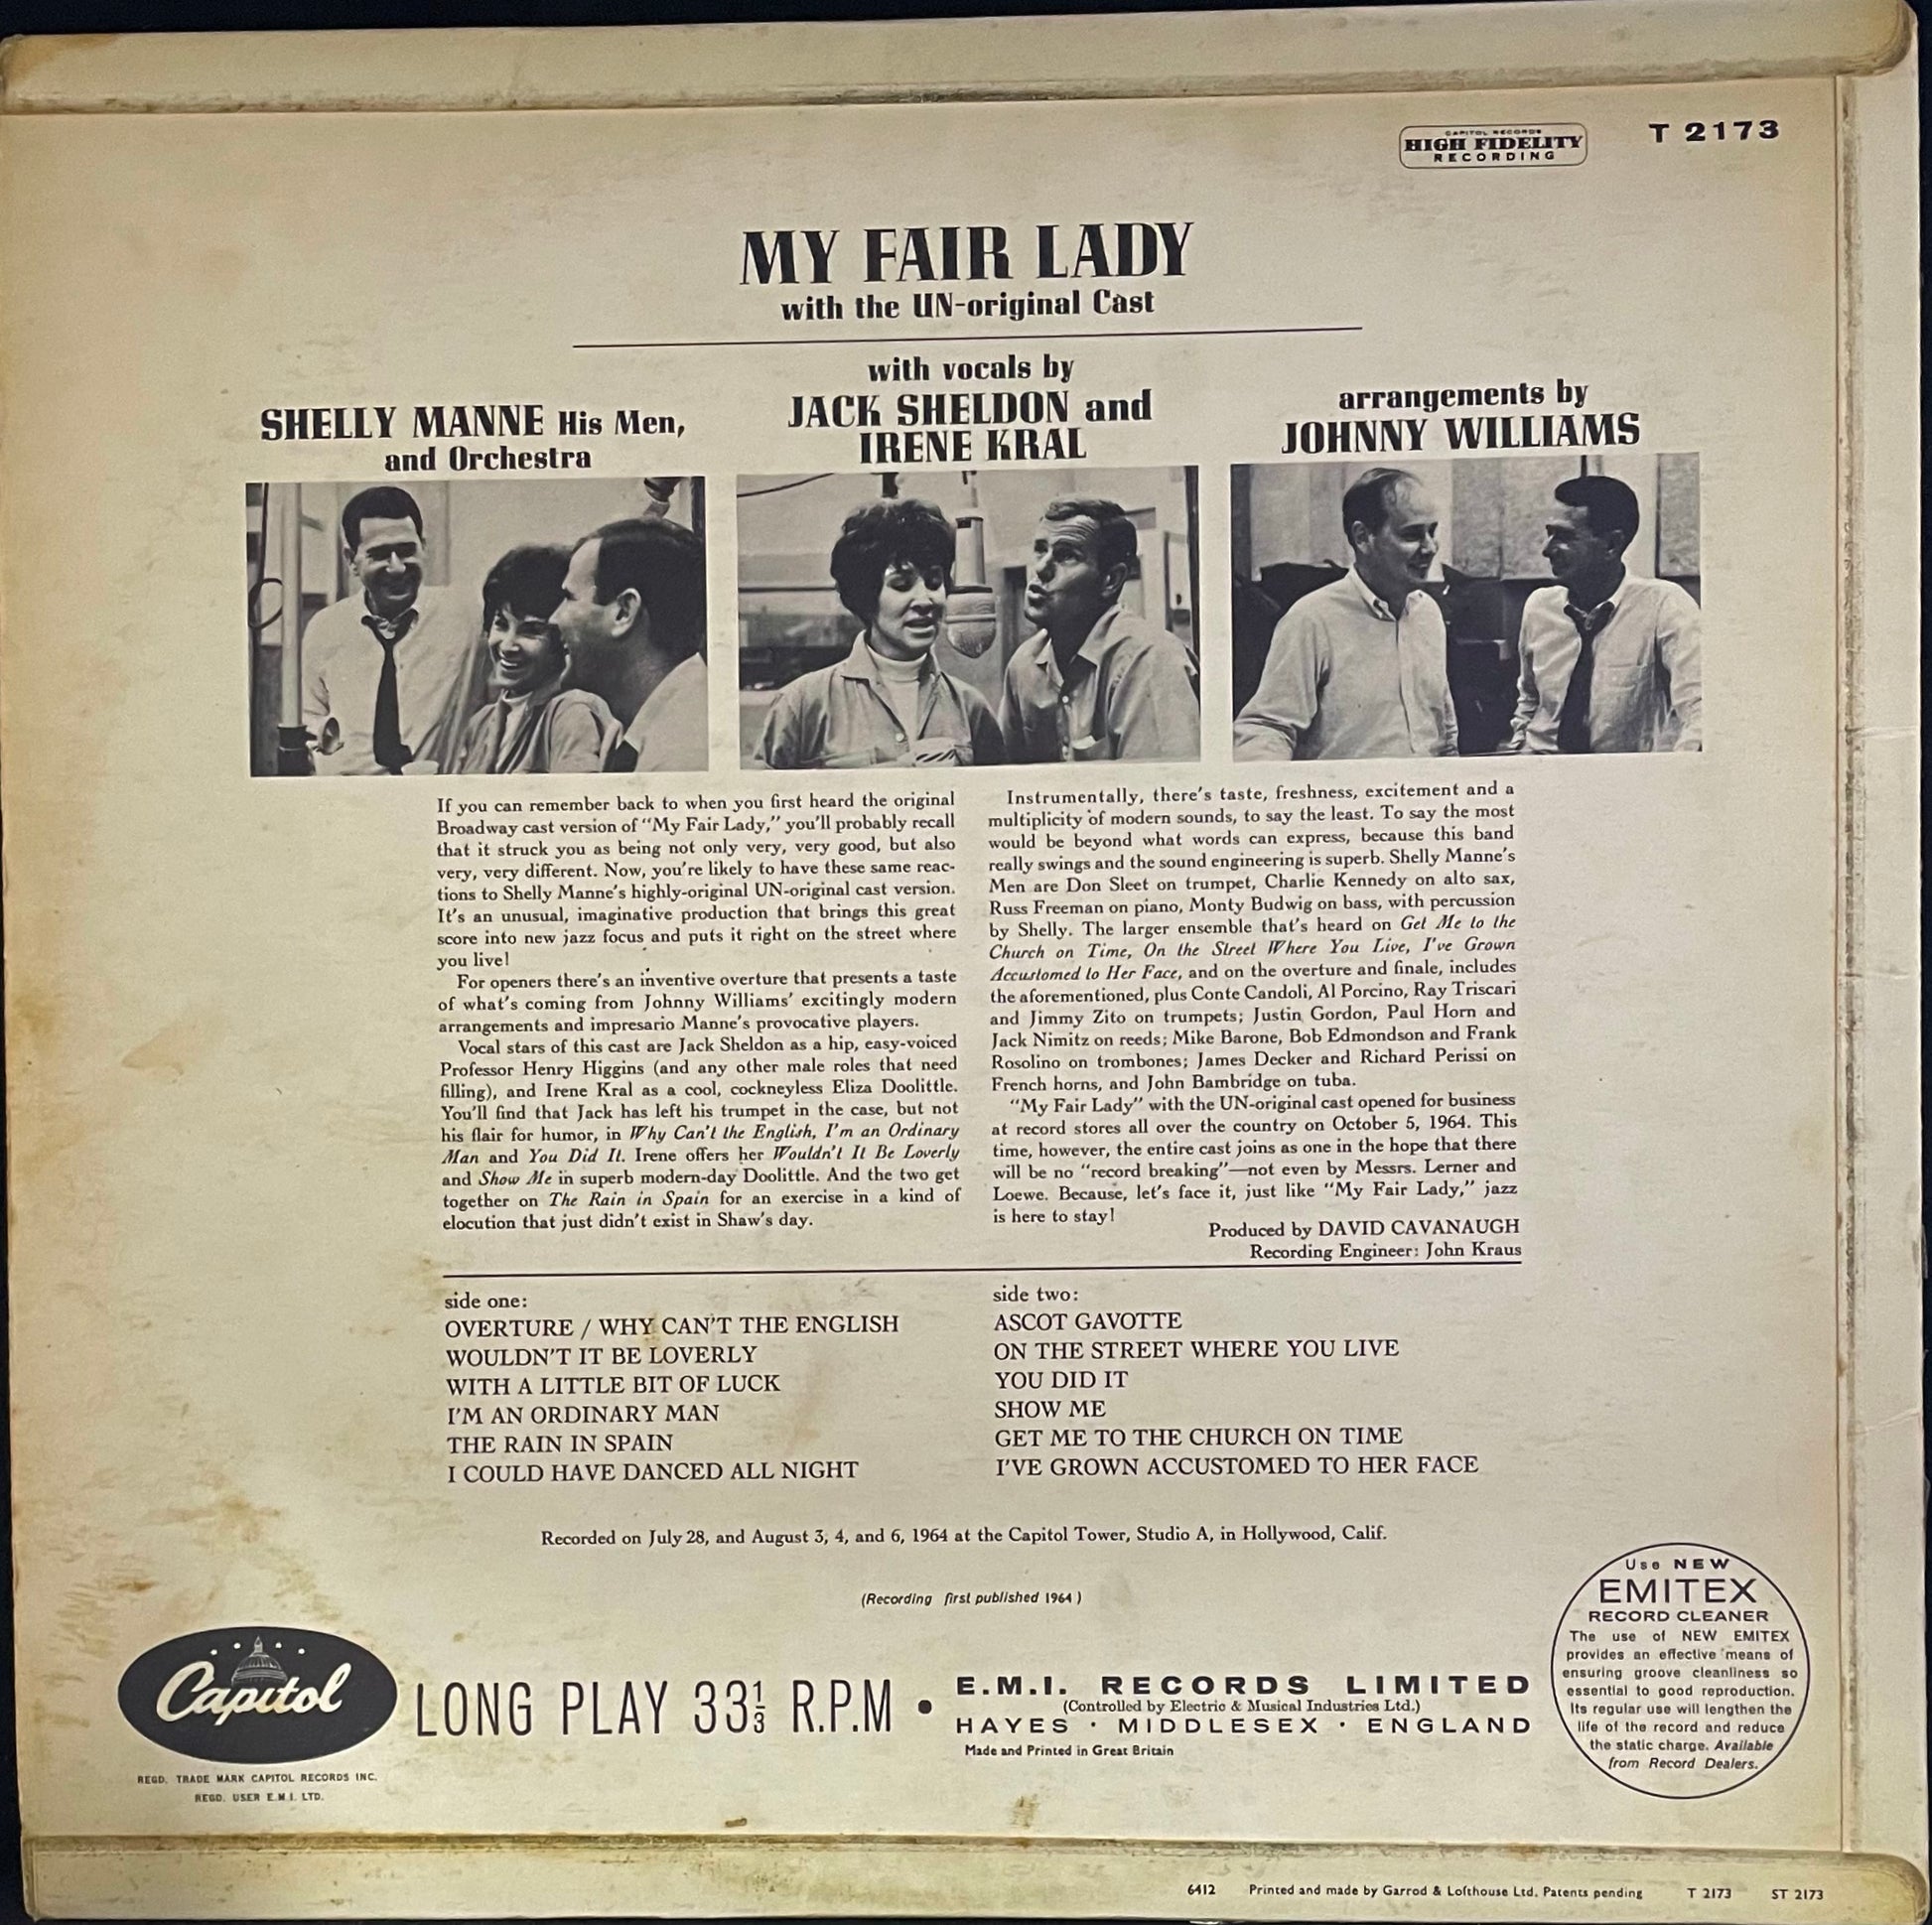 CAPITOL RECORDS
HIGH FIDELITY
RECORDING
T 2173
MY FAIR LADY
with the UN-original Cast
SHELLY MANNE His Men,
and Orchestra
with vocals by
JACK SHELDON and
IRENE KRAL
arrangements by
JOHNNY WILLIAMS
If you can remember back to when you first heard the original
Broadway cast version of “My Fair Lady,” you’ll probably recall
that it struck you as being not only very, very good, but also
very, very different. Now, you’re likely to have these same reac-
tions to Shelly Manne’s highly-original UN-original cast version.
It’s an unusual, imaginative production that brings this great
score into new jazz focus and puts it right on the street where
you live!
For openers there’s an inventive overture that presents a taste
of what’s coming from Johnny Williams’ excitingly modern
arrangements and impresario Manne’s provocative players.
Vocal stars of this cast are Jack Sheldon as a hip, easy-voiced
Professor Henry Higgins (and any other male roles that need
filling), and Irene Kral as a cool, cockneyless Eliza Doolittle.
You’ll find that Jack has left his trumpet in the case, but not
his flair for humor, in Why Can’t the English, I’m an Ordinary
Man and You Did It. Irene offers her Wouldn’t It Be Loverly
and Show Me in superb modern-day Doolittle. And the two get
together on The Rain in Spain for an exercise in a kind of
elocution that just didn’t exist in Shaw’s day.
Instrumentally, there’s taste, freshness, excitement and a
multiplicity of modern sounds, to say the least. To say the most
would be beyond what words can express, because this band
really swings and the sound engineering is superb. Shelly Manne’s
Men are Don Sleet on trumpet, Charlie Kennedy on alto sax,
Russ Freeman on piano, Monty Budwig on bass, with percussion
by Shelly. The larger ensemble that’s heard on Get Me to the
Church on Time, On the Street Where You Live, I’ve Grown
Accustomed to Her Face, and on the overture and finale, includes
the aforementioned, plus Conte Candoli, Al Porcino, Ray Triscari
and Jimmy Zito on trumpets; Justin Gordon, Paul Horn and
Jack Nimitz on reeds; Mike Barone, Bob Edmondson and Frank
Rosolino on trombones; James Decker and Richard Perissi on
French horns, and John Bambridge on tuba.
“My Fair Lady” with the UN-original cast opened for business
at record stores all over the country on October 5, 1964. This
time, however, the entire cast joins as one in the hope that there
will be no “record breaking”—not even by Messrs. Lerner and
Loewe. Because, let’s face it, just like “My Fair Lady,” jazz
is here to stay!
Produced by DAVID CAVANAUGH
Recording Engineer: John Kraus
side one:
OVERTURE / WHY CAN’T THE ENGLISH
WOULDN’T IT BE LOVERLY
WITH A LITTLE BIT OF LUCK
I’M AN ORDINARY MAN
THE RAIN IN SPAIN
I COULD HAVE DANCED ALL NIGHT
side two:
ASCOT GAVOTTE
ON THE STREET WHERE YOU LIVE
YOU DID IT
SHOW ME
GET ME TO THE CHURCH ON TIME
I’VE GROWN ACCUSTOMED TO HER FACE
Recorded on July 28, and August 3, 4, and 6, 1964 at the Capitol Tower, Studio A, in Hollywood, Calif.
(Recording first published 1964)
Capitol
REGD. TRADE MARK CAPITOL RECORDS INC.
REGD. USER E.M.I. LTD.
LONG PLAY 33⅓ R.P.M •
E.M.I. RECORDS LIMITED
(Controlled by Electric & Musical Industries Ltd.)
HAYES · MIDDLESEX · ENGLAND
Made and Printed in Great Britain
Use NEW
EMITEX
RECORD CLEANER
The use of NEW EMITEX
provides an effective means of
ensuring groove cleanliness so
essential to good reproduction.
Its regular use will lengthen the
life of the record and reduce
the static charge. Available
from Record Dealers.
6412 Printed and made by Garrod & Lofthouse Ltd. Patents pending T 2173 ST 2173